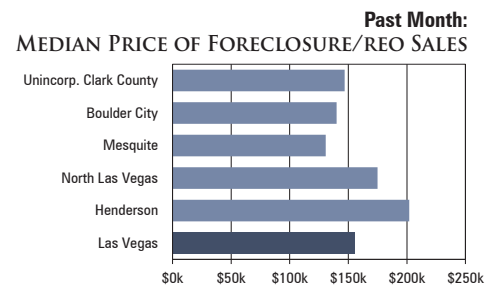 Past Month:
MEDIAN PRICE OF FORECLOSURE/REO SALES
Unincorp. Clark County
Boulder City
Mesquite
North Las Vegas
Henderson
Las Vegas
$0k $50k $100k $150k $200k $250k